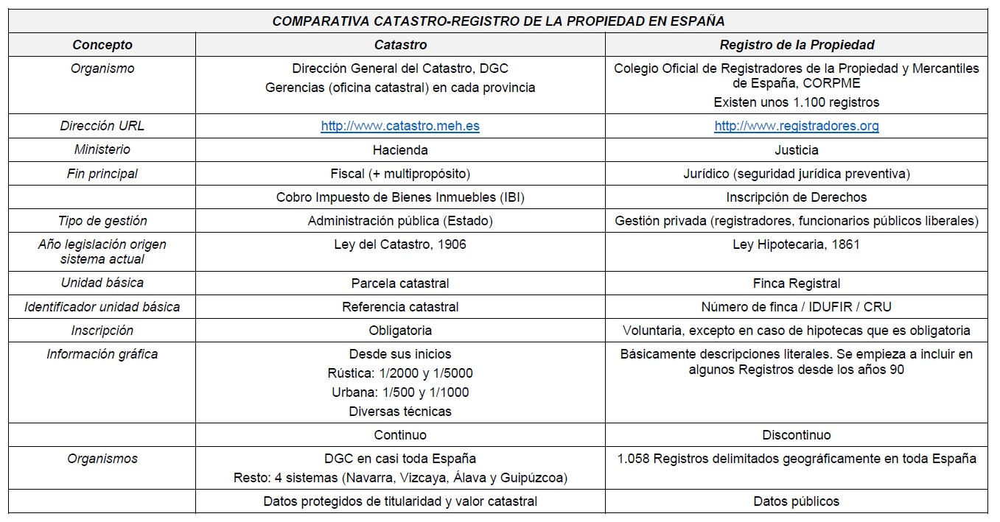 COMPARATIVA CATASTRO-REGISTRO DE LA PROPIEDAD EN ESPAÑA
Concepto Catastro Registro de la Propiedad
Organismo
Dirección General del Catastro, DGC
Gerencias (oficina catastral) en cada provincia
Colegio Oficial de Registradores de la Propiedad y Mercantiles
de España, CORPME
Existen unos 1.100 registros
Dirección URL http://www.catastro.meh.es http://www.registradores.org
Ministerio Hacienda Justicia
Fin principal Fiscal (+ multipropósito) Jurídico (seguridad jurídica preventiva)
Cobro Impuesto de Bienes Inmuebles (IBI) Inscripción de Derechos
Tipo de gestión Administración pública (Estado) Gestión privada (registradores, funcionarios públicos liberales)
Año legislación origen
sistema actual
Ley del Catastro, 1906 Ley Hipotecaria, 1861
Unidad básica Parcela catastral Finca Registral
Identificador unidad básica Referencia catastral Número de finca / IDUFIR / CRU
Inscripción Obligatoria Voluntaria, excepto en caso de hipotecas que es obligatoria
Información gráfica
Desde sus inicios
Rústica: 1/2000 y 1/5000
Urbana: 1/500 y 1/1000
Diversas técnicas
Básicamente descripciones literales. Se empieza a incluir en
algunos Registros desde los años 90
Continuo Discontinuo
Organismos
DGC en casi toda España
Resto: 4 sistemas (Navarra, Vizcaya, Álava y Guipúzcoa)
1.058 Registros delimitados geográficamente en toda España
Datos protegidos de titularidad y valor catastral Datos públicos